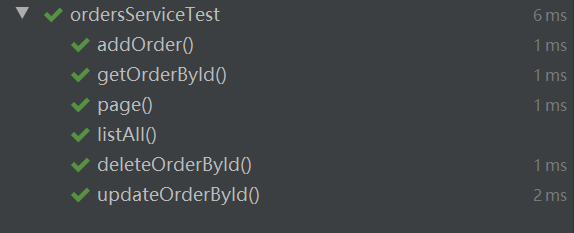 ordersServiceTest 6 ms
addOrder() 1 ms
getOrderById() 1 ms
page() 1 ms
listAll()
deleteOrderById() 1 ms
updateOrderById() 2 ms